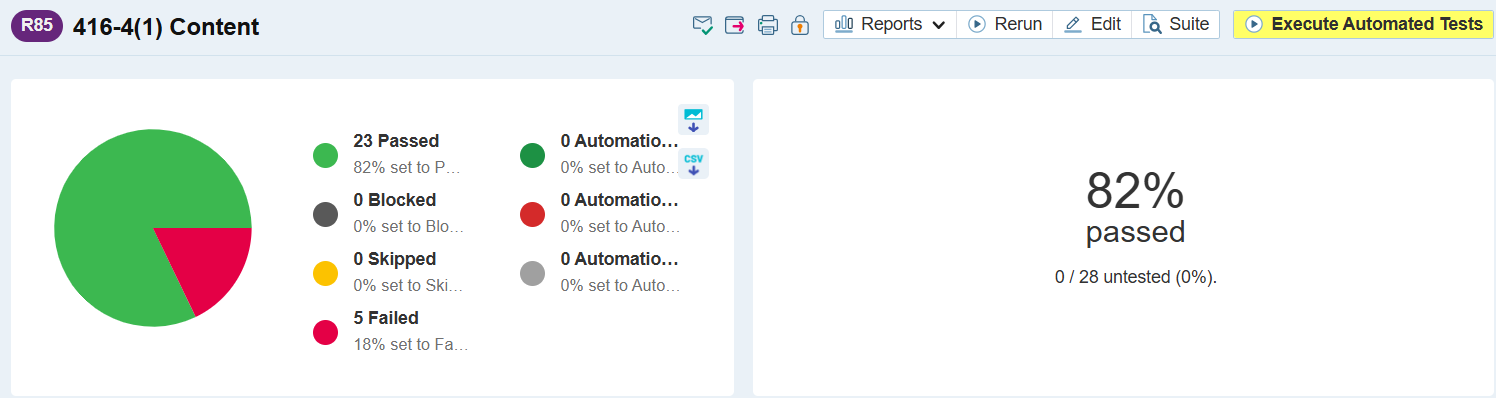 R85 416-4(1) Content
Reports Rerun Edit Suite Execute Automated Tests
23 Passed
82% set to P...
0 Blocked
0% set to Blo...
0 Skipped
0% set to Ski...
5 Failed
18% set to Fa...
0 Automatio...
0% set to Auto...
0 Automatio...
0% set to Auto...
0 Automatio...
0% set to Auto...
CSV
82%
passed
0 / 28 untested (0%).